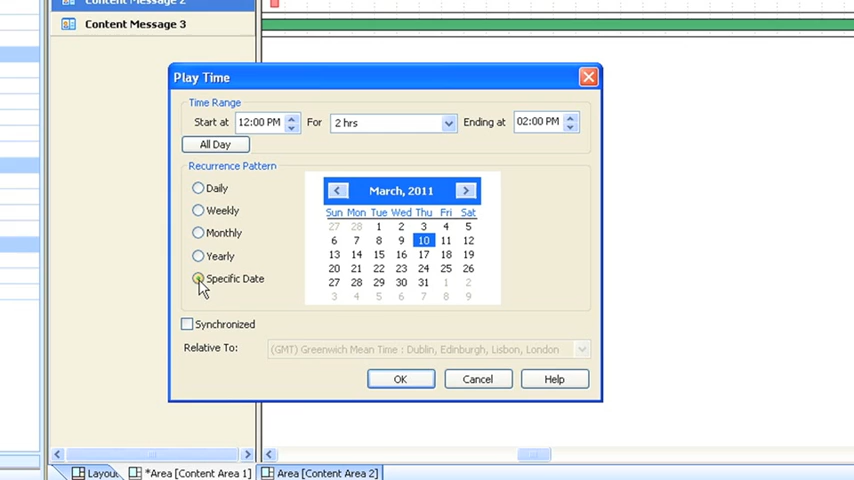 Content Message 2
Content Message 3
Play Time
Time Range
Start at 12:00 PM For 2 hrs Ending at 02:00 PM
All Day
Recurrence Pattern
Daily
Weekly
Monthly
Yearly
Specific Date
March, 2011
Sun Mon Tue Wed Thu Fri Sat
27 28 1 2 3 4 5
6 7 8 9 10 11 12
13 14 15 16 17 18 19
20 21 22 23 24 25 26
27 28 29 30 31 1 2
3 4 5 6 7 8 9
Synchronized
Relative To: (GMT) Greenwich Mean Time : Dublin, Edinburgh, Lisbon, London
OK Cancel Help
Layou *Area [Content Area 1] Area [Content Area 2]